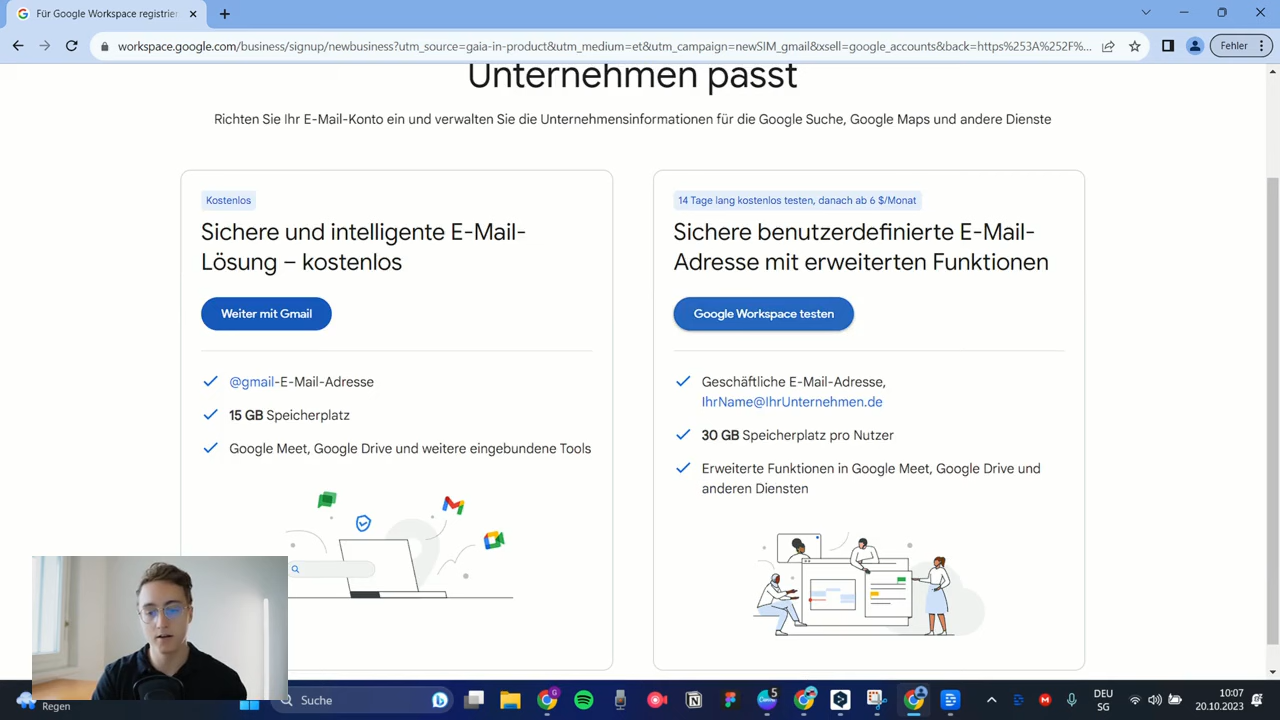 Für Google Workspace registrier
workspace.google.com/business/signup/newbusiness?utm_source=gaia-in-product&utm_medium=et&utm_campaign=newSIM_gmail&xsell=google_accounts&back=https%253A%252F%...
Fehler
Unternehmen passt
Richten Sie Ihr E-Mail-Konto ein und verwalten Sie die Unternehmensinformationen für die Google Suche, Google Maps und andere Dienste
Kostenlos
Sichere und intelligente E-Mail-
Lösung – kostenlos
Weiter mit Gmail
@gmail-E-Mail-Adresse
15 GB Speicherplatz
Google Meet, Google Drive und weitere eingebundene Tools
14 Tage lang kostenlos testen, danach ab 6 $/Monat
Sichere benutzerdefinierte E-Mail-
Adresse mit erweiterten Funktionen
Google Workspace testen
Geschäftliche E-Mail-Adresse,
IhrName@IhrUnternehmen.de
30 GB Speicherplatz pro Nutzer
Erweiterte Funktionen in Google Meet, Google Drive und
anderen Diensten
Regen
Suche
5
DEU
SG
10:07
20.10.2023